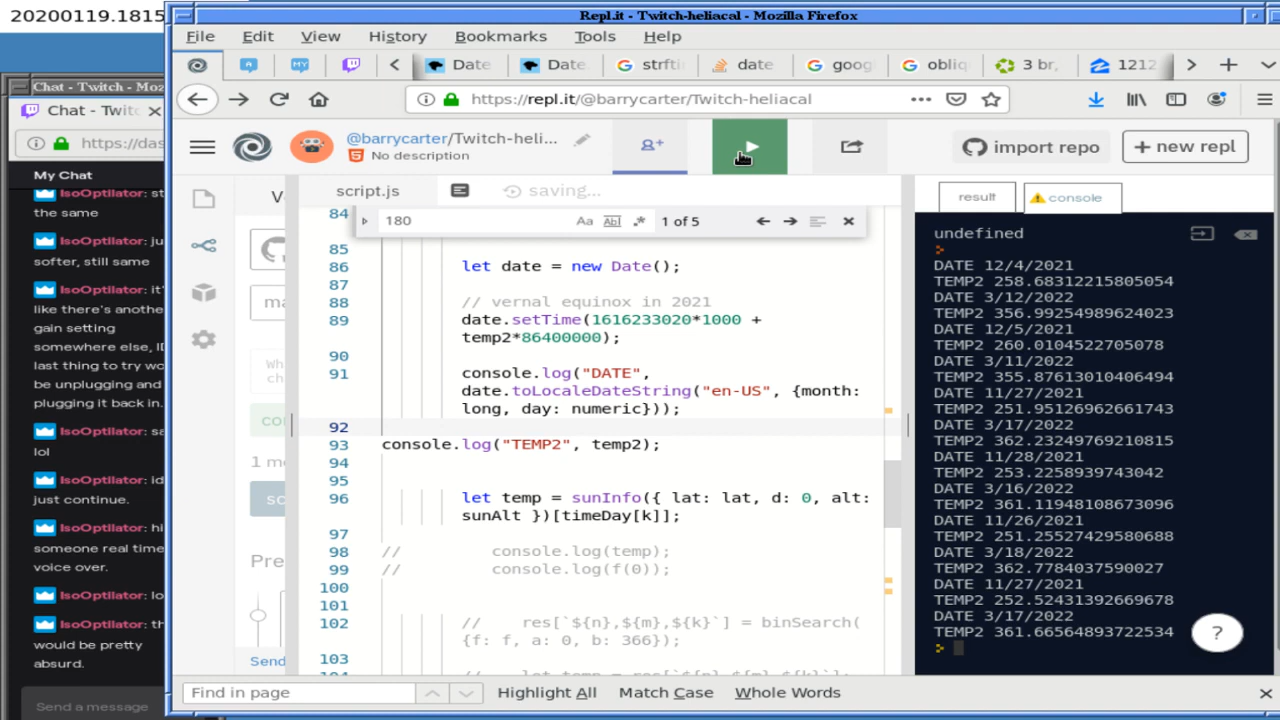 20200119.1815
Repl.it - Twitch-heliacal - Mozilla Firefox
File Edit View History Bookmarks Tools Help
Date Date strfti date goog obliq 3 br, 1212
https://repl.it/@barrycarter/Twitch-heliacal
@barrycarter/Twitch-heli...
No description
import repo
+ new repl
Chat - Twitch - Moz
Chat - Twitc
https://das
My Chat
IsoOptilator: st
the same
IsoOptilator: ju
softer, still same
IsoOptilator: it'
like there's anothe
gain setting
somewhere else, ID
last thing to try wo
be unplugging and
plugging it back in.
IsoOptilator: sa
lol
IsoOptilator: id
just continue.
IsoOptilator: hi
someone real time
voice over.
IsoOptilator: lo
IsoOptilator: th
would be pretty
absurd.
Send a message
V
ma
Wh
ch
co
1 m
sc
Pre
Send
script.js
saving...
180
Aa Abl .* 1 of 5
84
85
86 let date = new Date();
87
88 // vernal equinox in 2021
89 date.setTime(1616233020*1000 +
temp2*86400000);
90
91 console.log("DATE",
date.toLocaleDateString("en-US", {month:
long, day: numeric}));
92
93 console.log("TEMP2", temp2);
94
95
96 let temp = sunInfo({ lat: lat, d: 0, alt:
sunAlt })[timeDay[k]];
97
98 // console.log(temp);
99 // console.log(f(0));
100
101
102 // res[`${n},${m},${k}`] = binSearch(
{f: f, a: 0, b: 366});
103
result
console
undefined
>
DATE 12/4/2021
TEMP2 258.68312215805054
DATE 3/12/2022
TEMP2 356.99254989624023
DATE 12/5/2021
TEMP2 260.0104522705078
DATE 3/11/2022
TEMP2 355.87613010406494
DATE 11/27/2021
TEMP2 251.95126962661743
DATE 3/17/2022
TEMP2 362.23249769210815
DATE 11/28/2021
TEMP2 253.2258939743042
DATE 3/16/2022
TEMP2 361.11948108673096
DATE 11/26/2021
TEMP2 251.25527429580688
DATE 3/18/2022
TEMP2 362.7784037590027
DATE 11/27/2021
TEMP2 252.52431392669678
DATE 3/17/2022
TEMP2 361.66564893722534
>
?
Find in page
Highlight All Match Case Whole Words